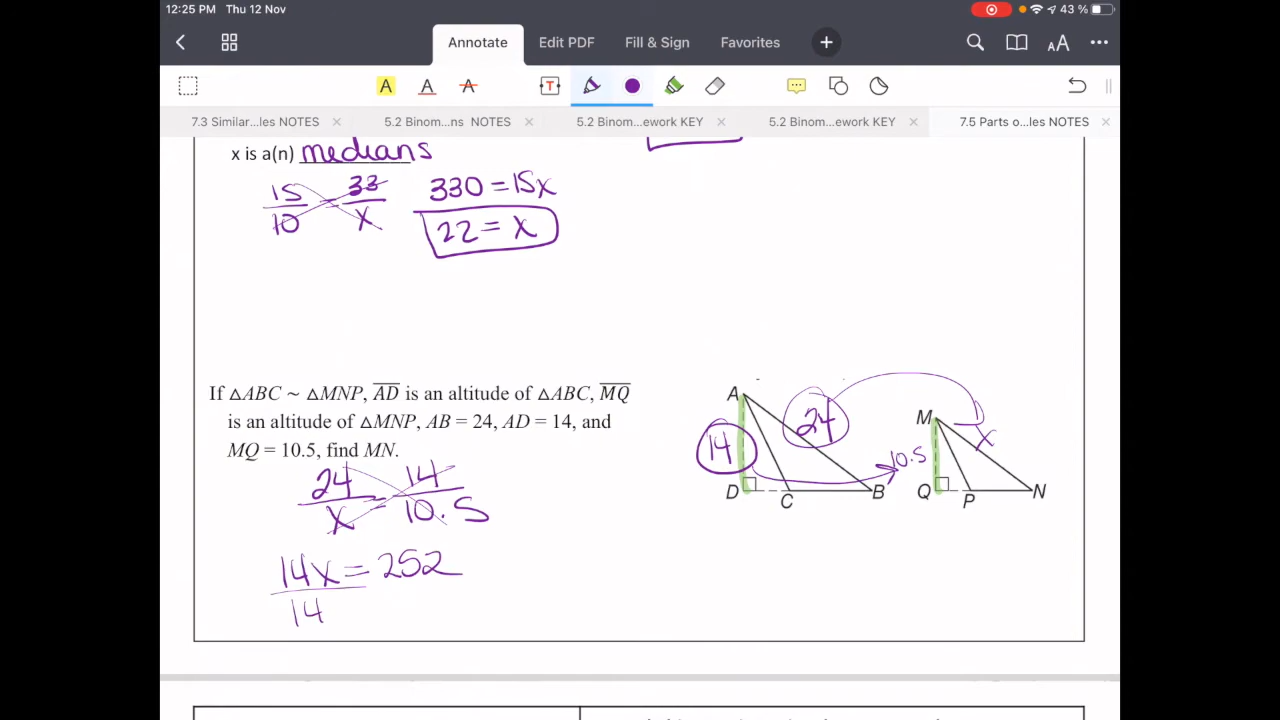 12:25 PM Thu 12 Nov 43 %
Annotate Edit PDF Fill & Sign Favorites
A A A T AA
7.3 Similar...les NOTES 5.2 Binom...ns NOTES 5.2 Binom...ework KEY 5.2 Binom...ework KEY 7.5 Parts o...les NOTES
x is a(n) medians
15/10 = 33/x 330 = 15x
22 = x
If △ABC ~ △MNP, AD is an altitude of △ABC, MQ
is an altitude of △MNP, AB = 24, AD = 14, and
MQ = 10.5, find MN.
24/x = 14/10.5
14x = 252
14
A 24 M x
14 10.5
D C B Q P N